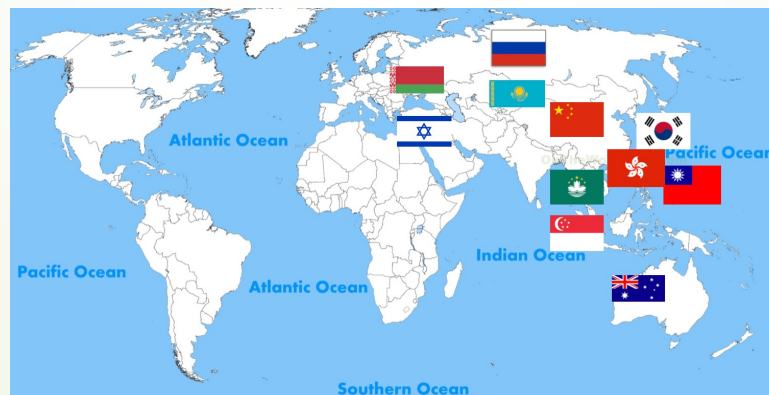 Atlantic Ocean
Pacific Ocean
Indian Ocean
Pacific Ocean
Atlantic Ocean
Southern Ocean